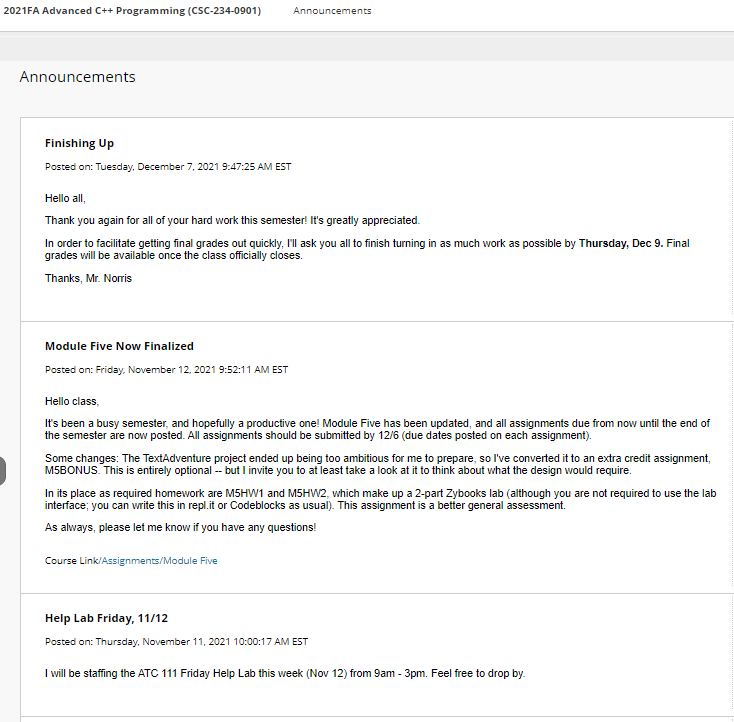 2021FA Advanced C++ Programming (CSC-234-0901) Announcements
Announcements
Finishing Up
Posted on: Tuesday, December 7, 2021 9:47:25 AM EST
Hello all,
Thank you again for all of your hard work this semester! It's greatly appreciated.
In order to facilitate getting final grades out quickly, I'll ask you all to finish turning in as much work as possible by Thursday, Dec 9. Final
grades will be available once the class officially closes.
Thanks, Mr. Norris
Module Five Now Finalized
Posted on: Friday, November 12, 2021 9:52:11 AM EST
Hello class,
It's been a busy semester, and hopefully a productive one! Module Five has been updated, and all assignments due from now until the end of
the semester are now posted. All assignments should be submitted by 12/6 (due dates posted on each assignment).
Some changes: The TextAdventure project ended up being too ambitious for me to prepare, so I've converted it to an extra credit assignment,
M5BONUS. This is entirely optional -- but I invite you to at least take a look at it to think about what the design would require.
In its place as required homework are M5HW1 and M5HW2, which make up a 2-part Zybooks lab (although you are not required to use the lab
interface; you can write this in repl.it or Codeblocks as usual). This assignment is a better general assessment.
As always, please let me know if you have any questions!
Course Link/Assignments/Module Five
Help Lab Friday, 11/12
Posted on: Thursday, November 11, 2021 10:00:17 AM EST
I will be staffing the ATC 111 Friday Help Lab this week (Nov 12) from 9am - 3pm. Feel free to drop by.